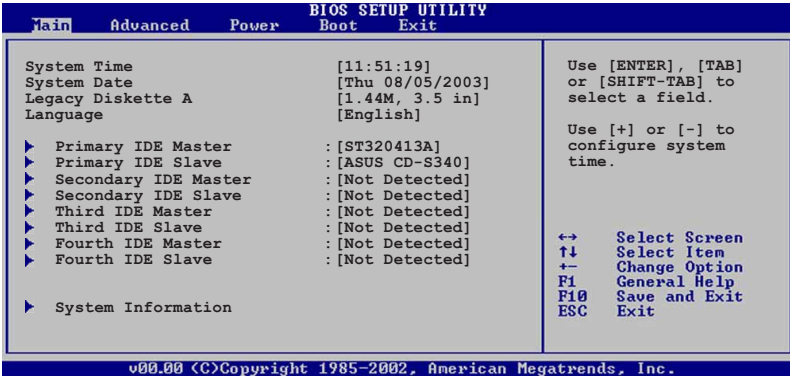 BIOS SETUP UTILITY
Main Advanced Power Boot Exit
System Time [11:51:19]
System Date [Thu 08/05/2003]
Legacy Diskette A [1.44M, 3.5 in]
Language [English]
Primary IDE Master :[ST320413A]
Primary IDE Slave :[ASUS CD-S340]
Secondary IDE Master :[Not Detected]
Secondary IDE Slave :[Not Detected]
Third IDE Master :[Not Detected]
Third IDE Slave :[Not Detected]
Fourth IDE Master :[Not Detected]
Fourth IDE Slave :[Not Detected]
System Information
Use [ENTER], [TAB]
or [SHIFT-TAB] to
select a field.
Use [+] or [-] to
configure system
time.
←→ Select Screen
↑↓ Select Item
+- Change Option
F1 General Help
F10 Save and Exit
ESC Exit
v00.00 (C)Copyright 1985-2002, American Megatrends, Inc.